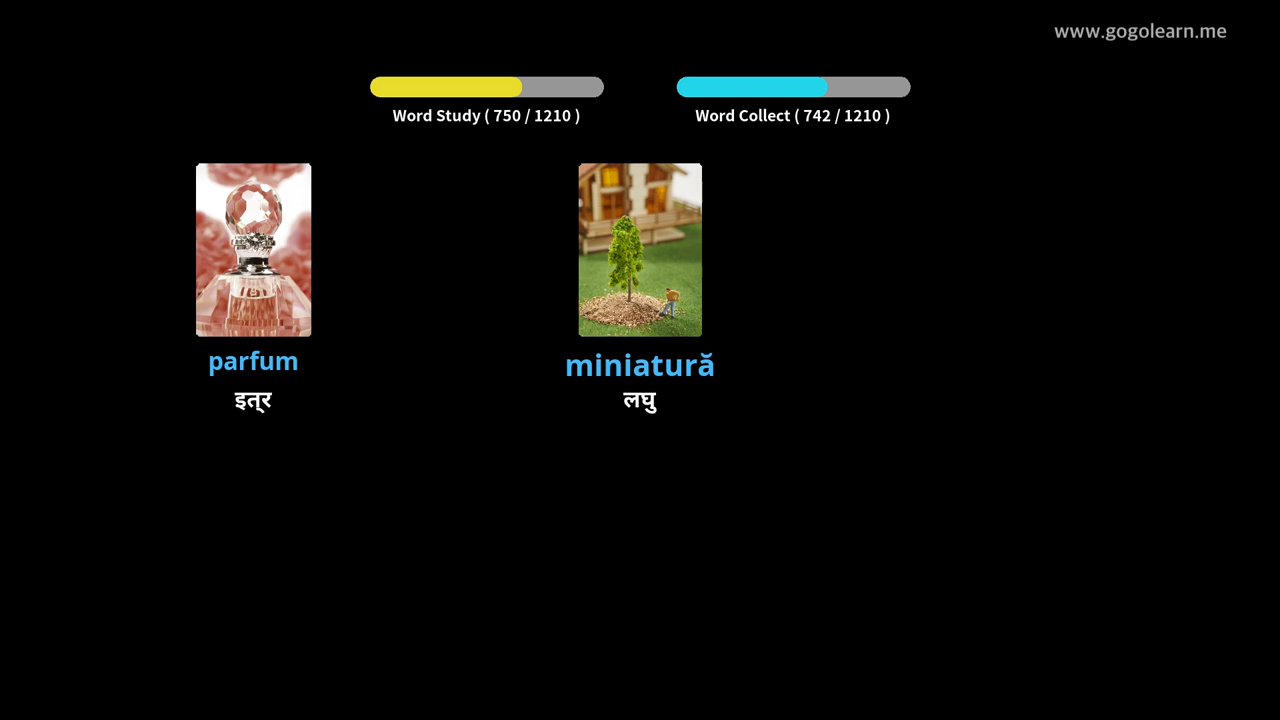 www.gogolearn.me
Word Study ( 750 / 1210 )
Word Collect ( 742 / 1210 )
parfum
इत्र
miniatură
लघु